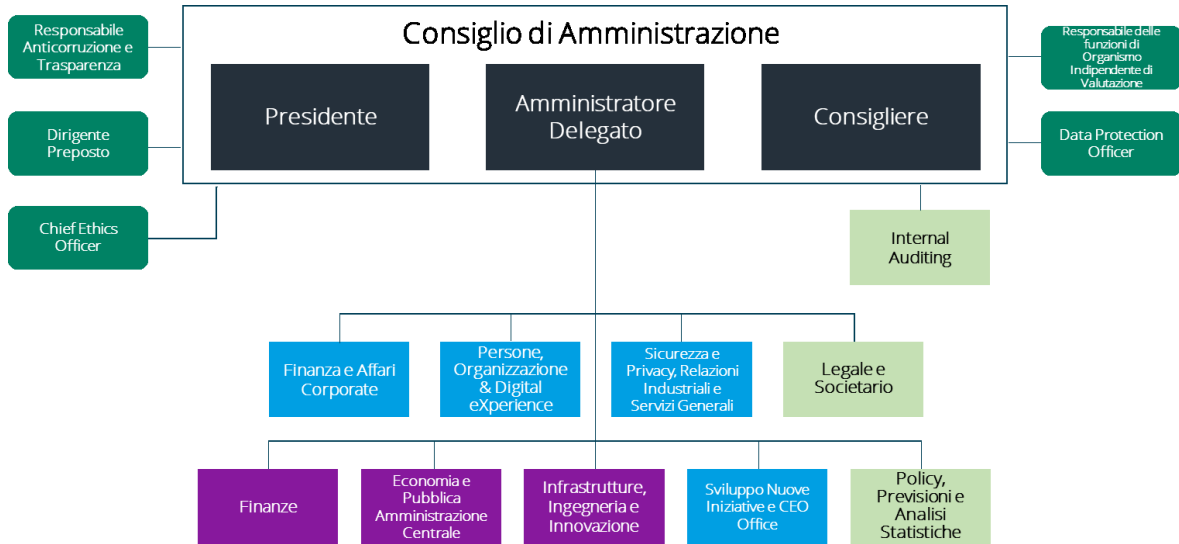 Consiglio di Amministrazione
Presidente
Amministratore
Delegato
Consigliere
Responsabile
Anticorruzione e
Trasparenza
Dirigente
Preposto
Chief Ethics
Officer
Responsabile delle
funzioni di
Organismo
Indipendente di
Valutazione
Data Protection
Officer
Internal
Auditing
Finanza e Affari
Corporate
Persone,
Organizzazione
& Digital
eXperience
Sicurezza e
Privacy, Relazioni
Industriali e
Servizi Generali
Legale e
Societario
Finanze
Economia e
Pubblica
Amministrazione
Centrale
Infrastrutture,
Ingegneria e
Innovazione
Sviluppo Nuove
Iniziative e CEO
Office
Policy,
Previsioni e
Analisi
Statistiche